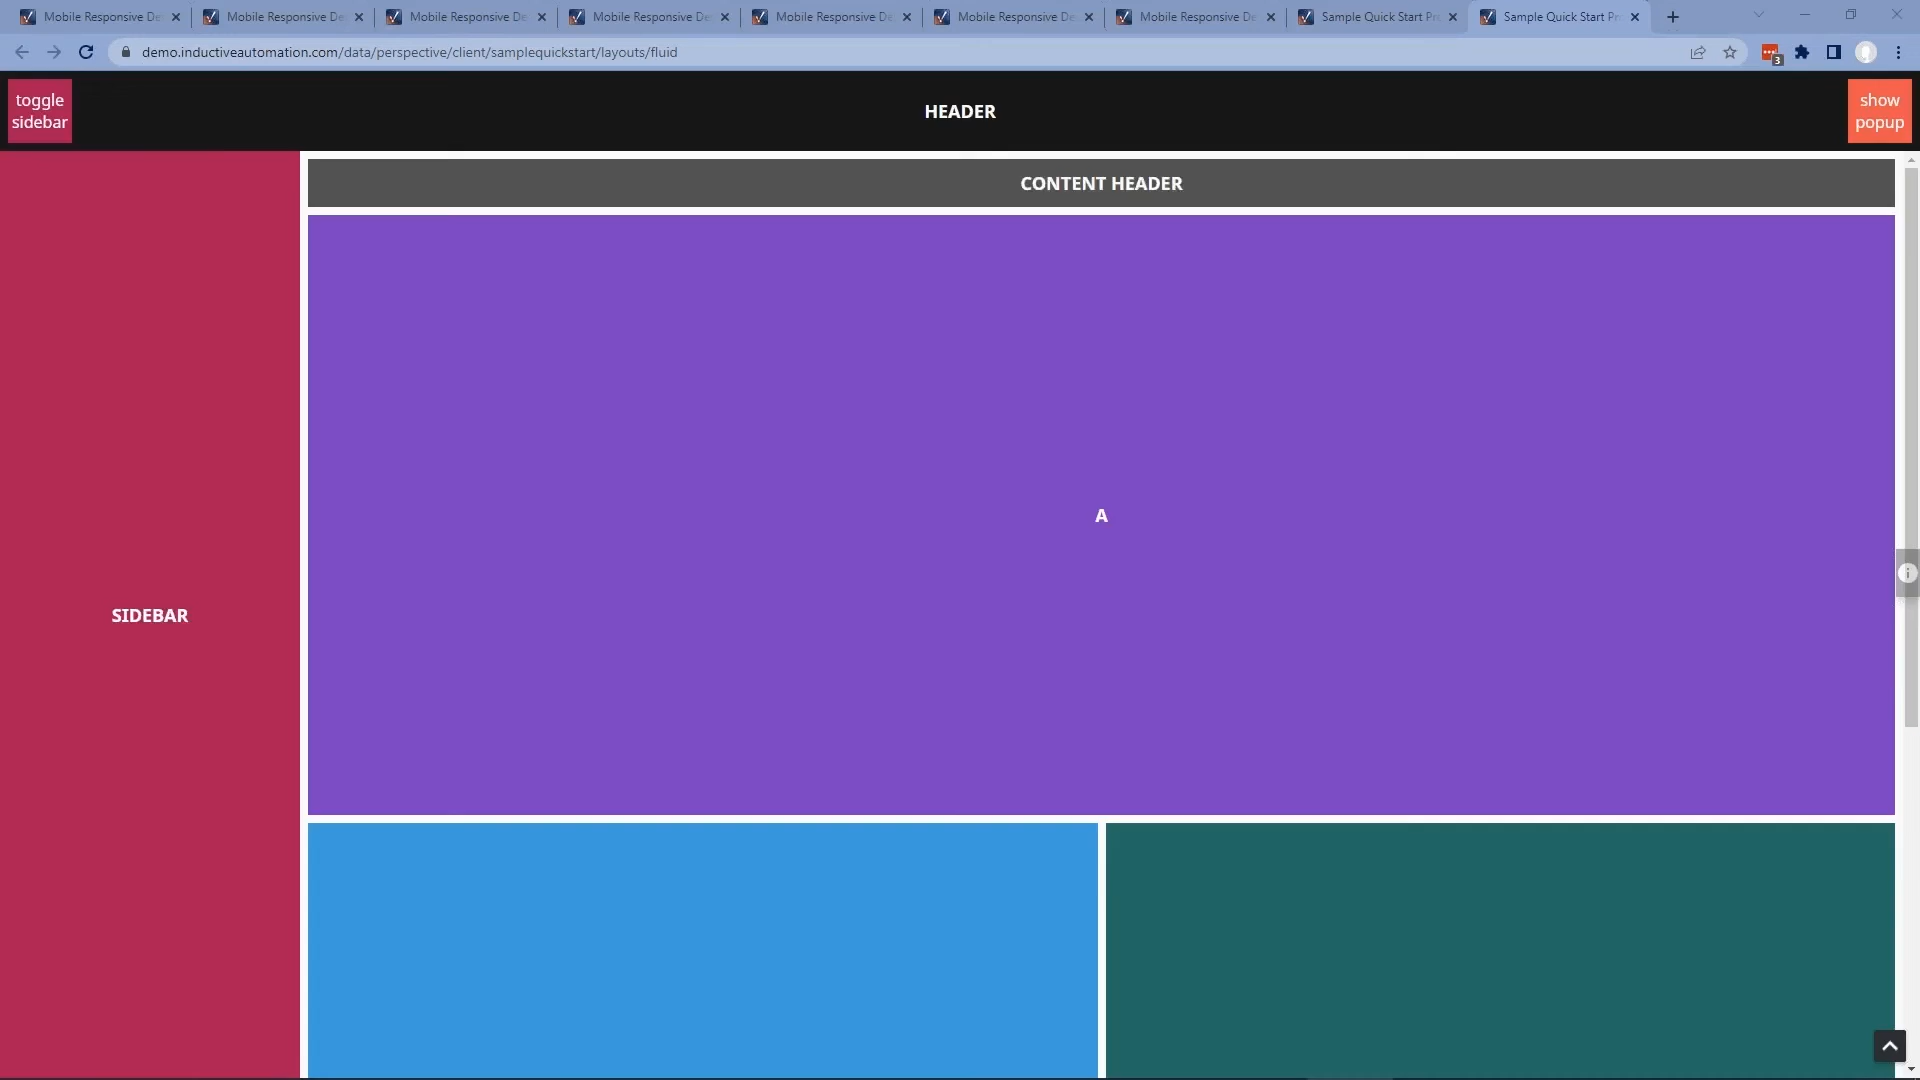 Mobile Responsive De
Mobile Responsive De
Mobile Responsive De
Mobile Responsive De
Mobile Responsive De
Mobile Responsive De
Mobile Responsive De
Sample Quick Start Pr
Sample Quick Start Pr
demo.inductiveautomation.com/data/perspective/client/samplequickstart/layouts/fluid
3
toggle
sidebar
HEADER
show
popup
CONTENT HEADER
A
SIDEBAR